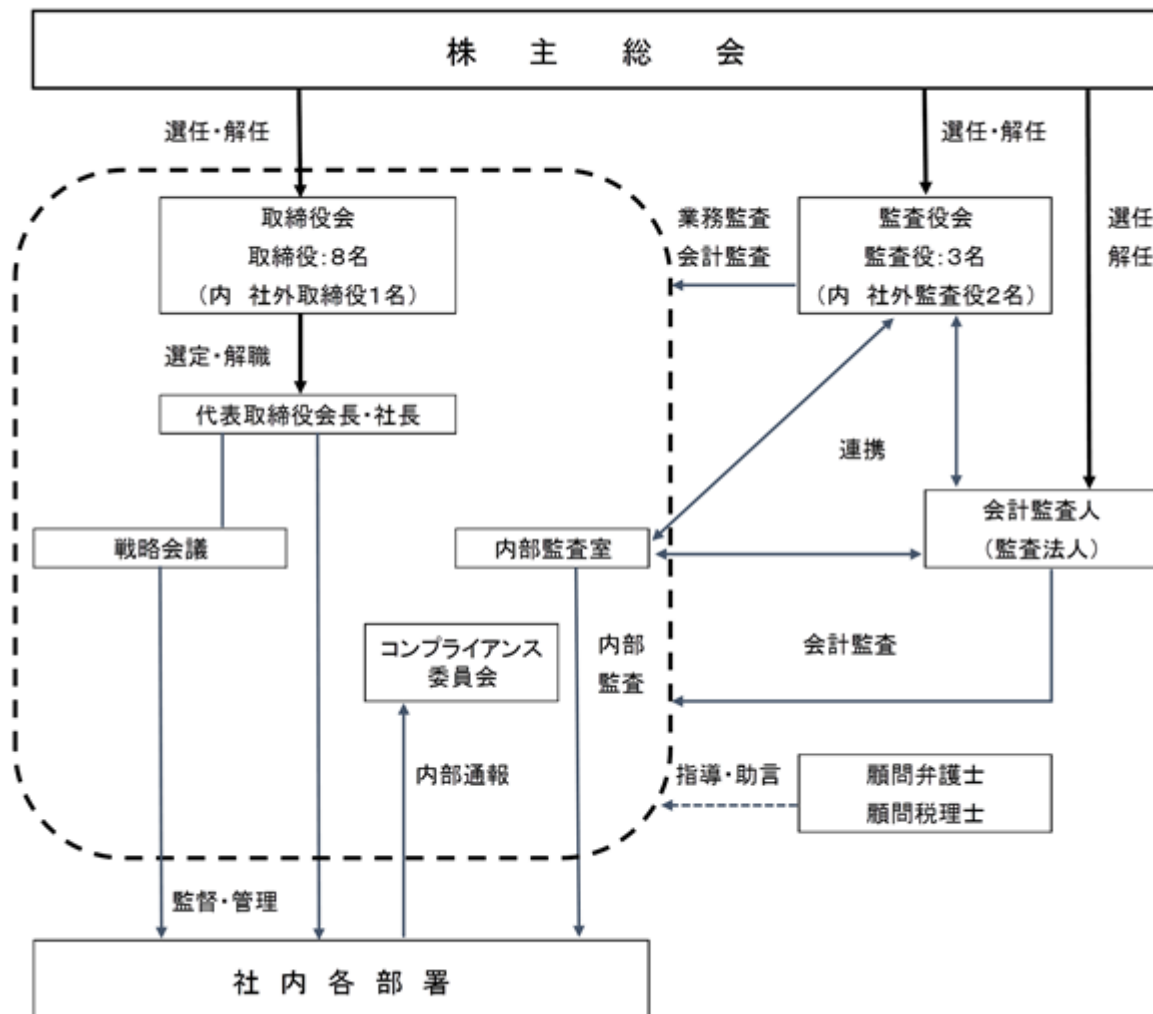 株主総会
選任・解任
選任・解任
選任
解任
取締役会
取締役:8名
(内 社外取締役1名)
業務監査
会計監査
監査役会
監査役:3名
(内 社外監査役2名)
選定・解職
代表取締役会長・社長
連携
戦略会議
内部監査室
会計監査人
(監査法人)
コンプライアンス
委員会
内部
監査
会計監査
内部通報
指導・助言
顧問弁護士
顧問税理士
監督・管理
社内各部署